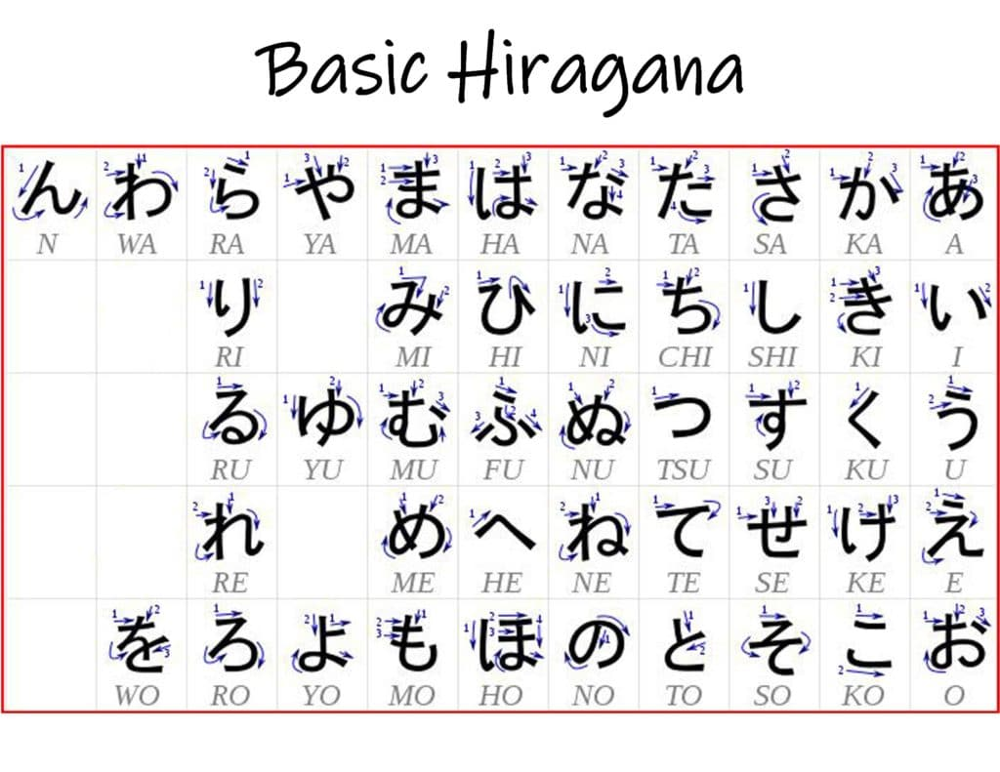 Basic Hiragana
ん わ ら や ま は な た さ か あ
N WA RA YA MA HA NA TA SA KA A
り み ひ に ち し き い
RI MI HI NI CHI SHI KI I
る ゆ む ふ ぬ つ す く う
RU YU MU FU NU TSU SU KU U
れ め へ ね て せ け え
RE ME HE NE TE SE KE E
を ろ よ も ほ の と そ こ お
WO RO YO MO HO NO TO SO KO O